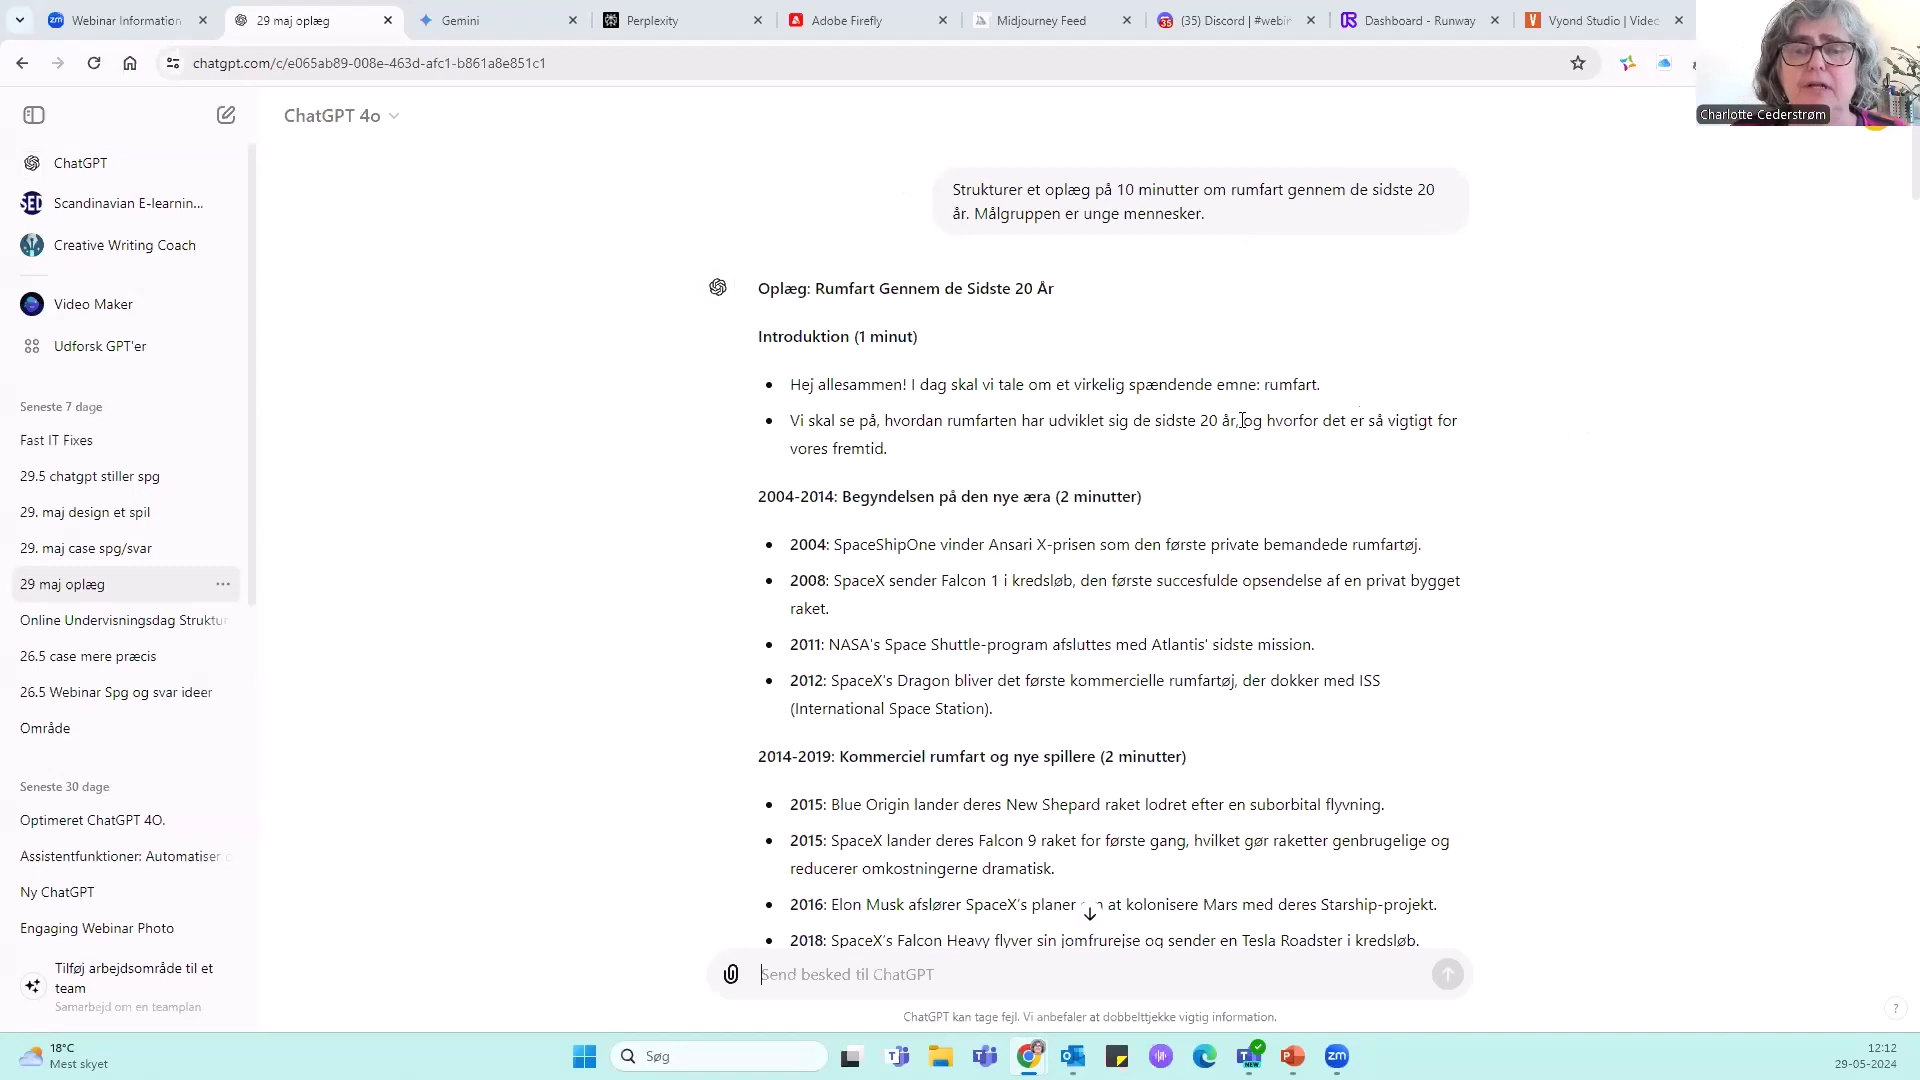 Webinar Information
29 maj oplæg
Gemini
Perplexity
Adobe Firefly
Midjourney Feed
(35) Discord | #webin
Dashboard - Runway
Vyond Studio | Videc
chatgpt.com/c/e065ab89-008e-463d-afc1-b861a8e851c1
Charlotte Cederstrøm
ChatGPT 4o
ChatGPT
Scandinavian E-learnin...
Creative Writing Coach
Video Maker
Udforsk GPT'er
Seneste 7 dage
Fast IT Fixes
29.5 chatgpt stiller spg
29. maj design et spil
29. maj case spg/svar
29 maj oplæg
Online Undervisningsdag Struktur
26.5 case mere præcis
26.5 Webinar Spg og svar ideer
Område
Seneste 30 dage
Optimeret ChatGPT 4O.
Assistentfunktioner: Automatiser
Ny ChatGPT
Engaging Webinar Photo
Tilføj arbejdsområde til et
team
Samarbejd om en teamplan
Strukturer et oplæg på 10 minutter om rumfart gennem de sidste 20
år. Målgruppen er unge mennesker.
Oplæg: Rumfart Gennem de Sidste 20 År
Introduktion (1 minut)
Hej allesammen! I dag skal vi tale om et virkelig spændende emne: rumfart.
Vi skal se på, hvordan rumfarten har udviklet sig de sidste 20 år, og hvorfor det er så vigtigt for
vores fremtid.
2004-2014: Begyndelsen på den nye æra (2 minutter)
2004: SpaceShipOne vinder Ansari X-prisen som den første private bemandede rumfartøj.
2008: SpaceX sender Falcon 1 i kredsløb, den første succesfulde opsendelse af en privat bygget
raket.
2011: NASA's Space Shuttle-program afsluttes med Atlantis' sidste mission.
2012: SpaceX's Dragon bliver det første kommercielle rumfartøj, der dokker med ISS
(International Space Station).
2014-2019: Kommerciel rumfart og nye spillere (2 minutter)
2015: Blue Origin lander deres New Shepard raket lodret efter en suborbital flyvning.
2015: SpaceX lander deres Falcon 9 raket for første gang, hvilket gør raketter genbrugelige og
reducerer omkostningerne dramatisk.
2016: Elon Musk afslører SpaceX's planer at kolonisere Mars med deres Starship-projekt.
2018: SpaceX's Falcon Heavy flyver sin jomfrurejse og sender en Tesla Roadster i kredsløb.
Send besked til ChatGPT
ChatGPT kan tage fejl. Vi anbefaler at dobbelttjekke vigtig information.
?
18°C
Mest skyet
Søg
12:12
29-05-2024